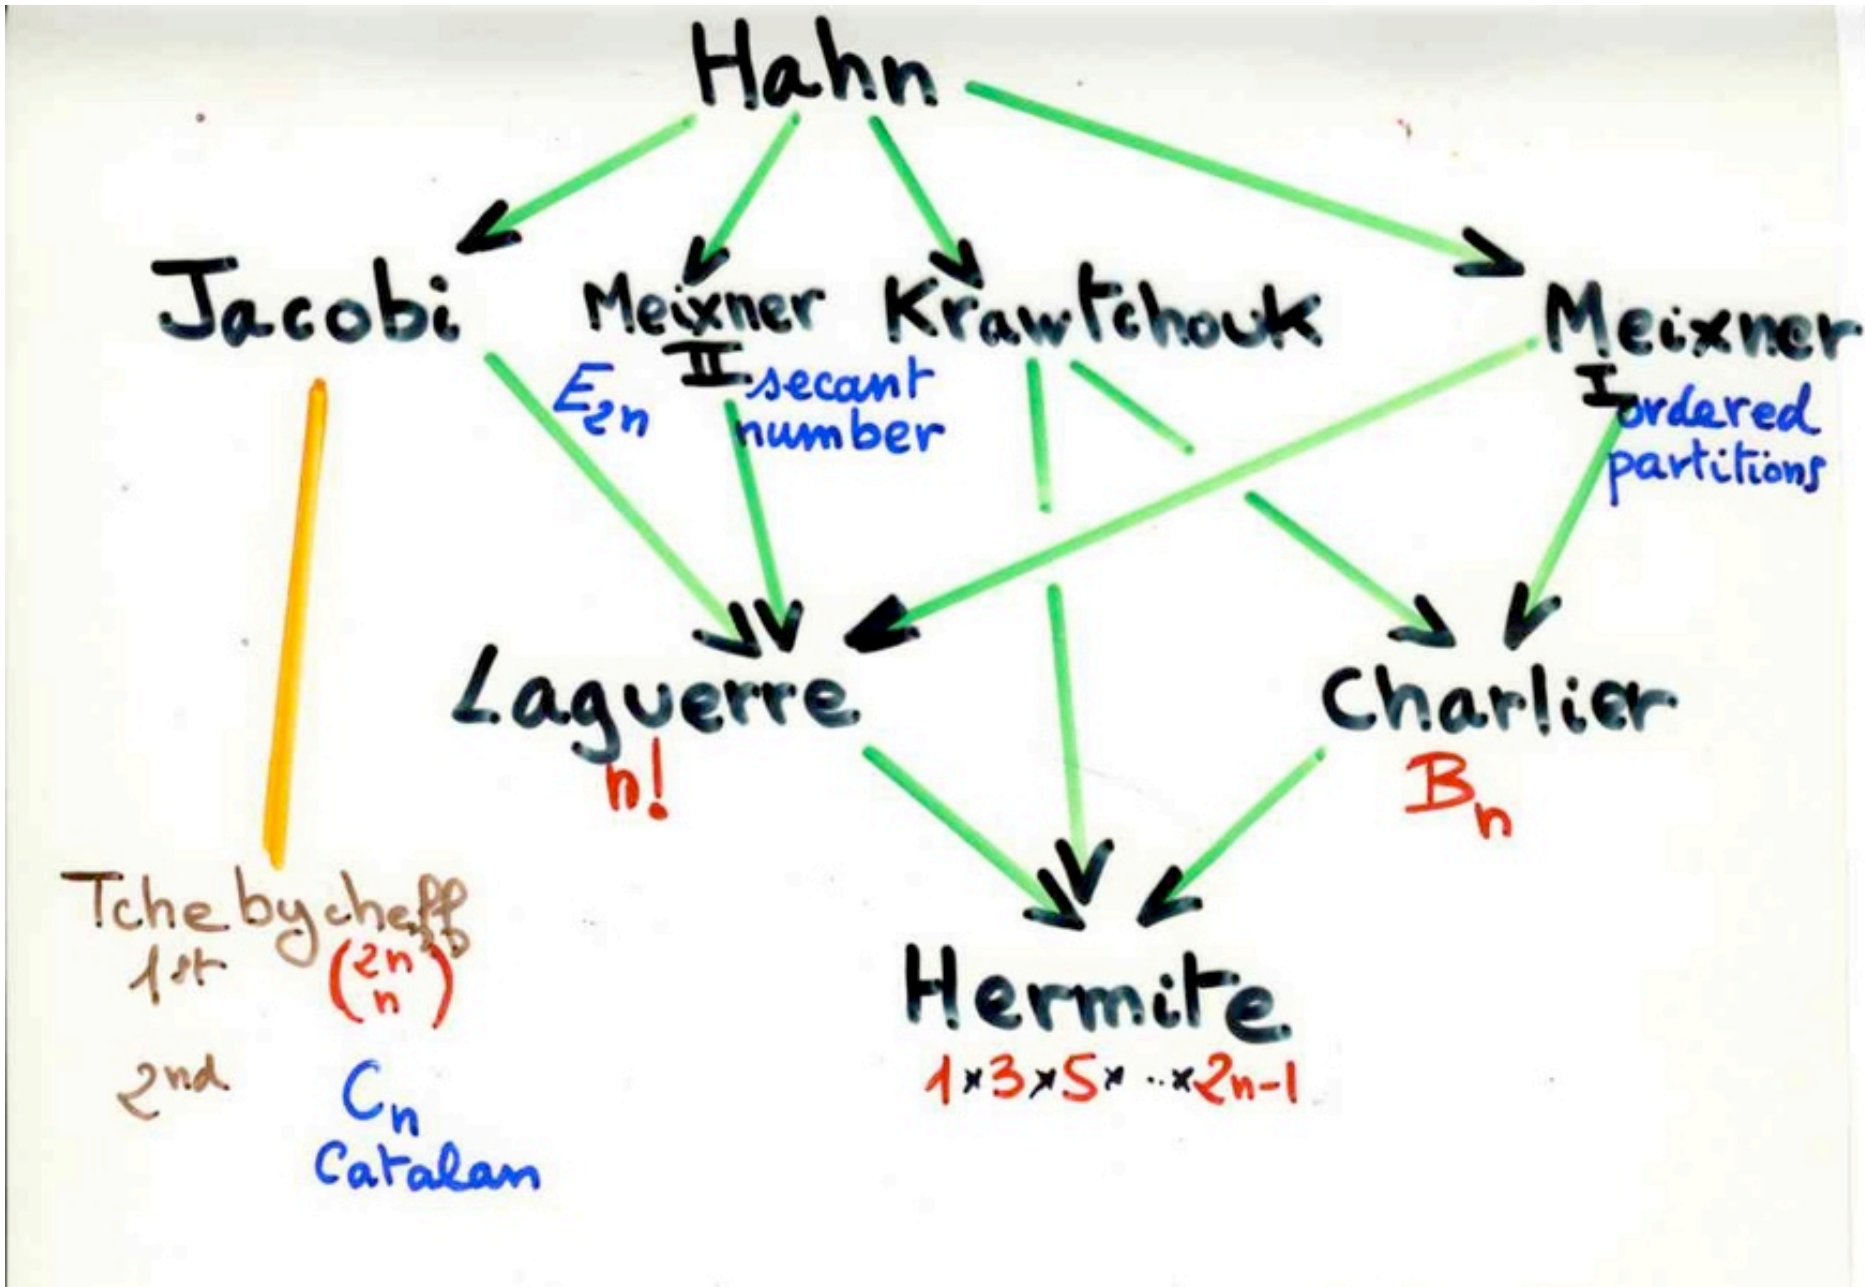 Hahn
Jacobi Meixner Krawtchouk Meixner
II I
E2n secant ordered
number partitions
Laguerre Charlier
n! Bn
Tchebycheff
1st (2n n)
Hermite
2nd 1×3×5×..×2n-1
Cn
Catalan